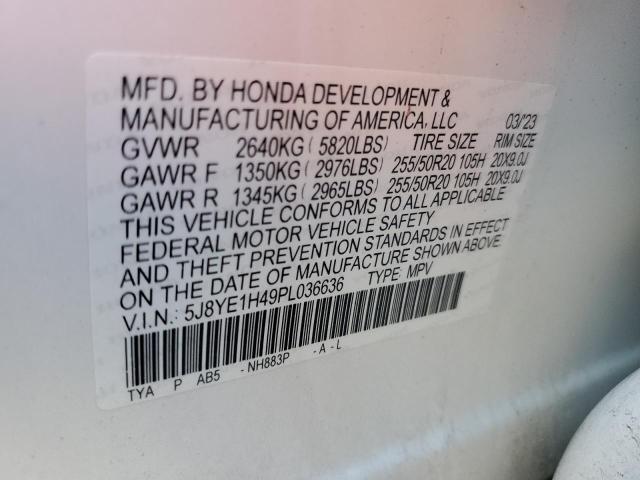 MFD. BY HONDA DEVELOPMENT &
MANUFACTURING OF AMERICA, LLC 03/23
GVWR 2640KG ( 5820LBS) TIRE SIZE RIM SIZE
GAWR F 1350KG ( 2976LBS) 255/50R20 105H 20X9.0J
GAWR R 1345KG ( 2965LBS) 255/50R20 105H 20X9.0J
THIS VEHICLE CONFORMS TO ALL APPLICABLE
FEDERAL MOTOR VEHICLE SAFETY
AND THEFT PREVENTION STANDARDS IN EFFECT
ON THE DATE OF MANUFACTURE SHOWN ABOVE.
V.I.N.: 5J8YE1H49PL036636 TYPE: MPV
TYA P AB5 - NH883P - A - L